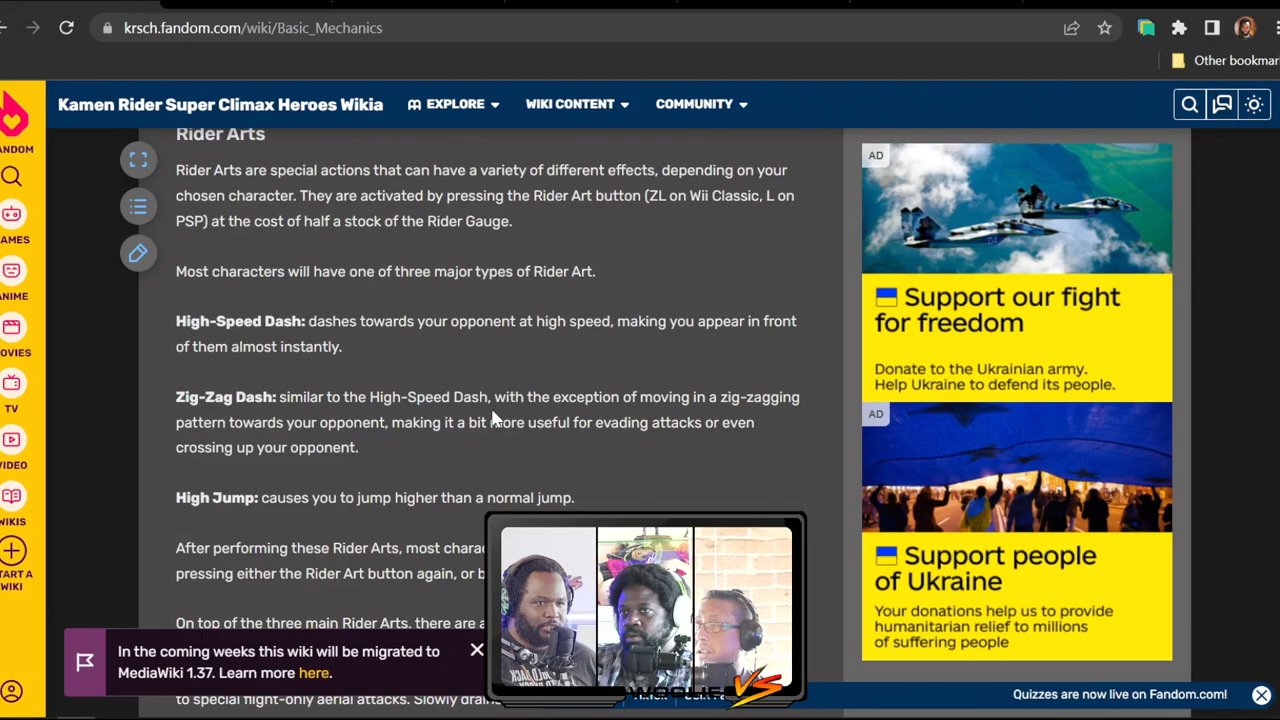 krsch.fandom.com/wiki/Basic_Mechanics
Other bookmar
Kamen Rider Super Climax Heroes Wikia
EXPLORE
WIKI CONTENT
COMMUNITY
ANDOM
AMES
ANIME
OVIES
TV
VIDEO
WIKIS
START A
WIKI
Rider Arts
Rider Arts are special actions that can have a variety of different effects, depending on your
chosen character. They are activated by pressing the Rider Art button (ZL on Wii Classic, L on
PSP) at the cost of half a stock of the Rider Gauge.
Most characters will have one of three major types of Rider Art.
High-Speed Dash: dashes towards your opponent at high speed, making you appear in front
of them almost instantly.
Zig-Zag Dash: similar to the High-Speed Dash, with the exception of moving in a zig-zagging
pattern towards your opponent, making it a bit more useful for evading attacks or even
crossing up your opponent.
High Jump: causes you to jump higher than a normal jump.
After performing these Rider Arts, most charac
pressing either the Rider Art button again, or b
On top of the three main Rider Arts, there are a
to special flight-only aerial attacks. Slowly drains
In the coming weeks this wiki will be migrated to
MediaWiki 1.37. Learn more here.
AD
Support our fight
for freedom
Donate to the Ukrainian army.
Help Ukraine to defend its people.
AD
Support people
of Ukraine
Your donations help us to provide
humanitarian relief to millions
of suffering people
VS
Quizzes are now live on Fandom.com!